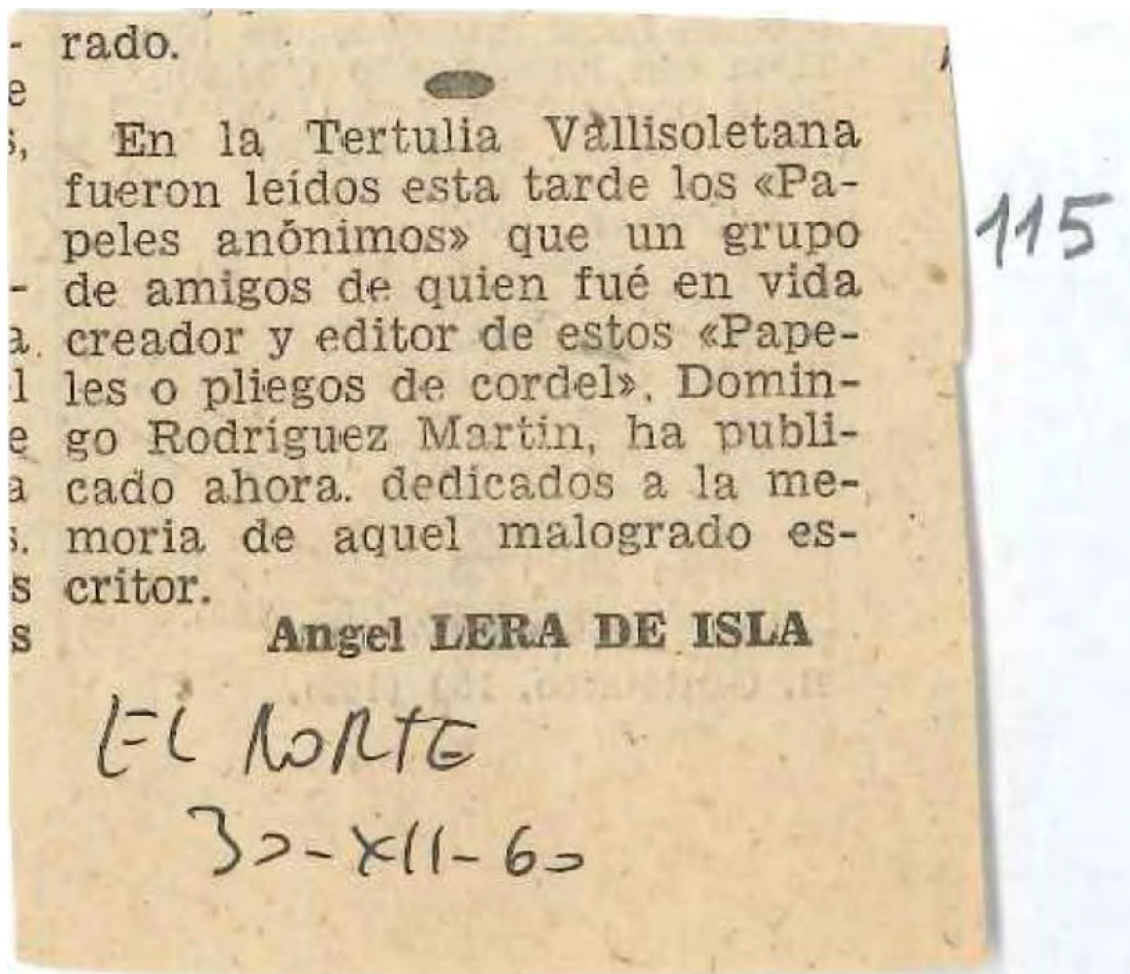 - rado.
e
s, En la Tertulia Vallisoletana
fueron leídos esta tarde los «Pa-
peles anónimos» que un grupo
- de amigos de quien fué en vida
a. creador y editor de estos «Pape-
l les o pliegos de cordel». Domin-
e go Rodríguez Martin, ha publi-
a cado ahora. dedicados a la me-
s. moria de aquel malogrado es-
s critor.
s Angel LERA DE ISLA
115
EL NORTE
30-XII-60